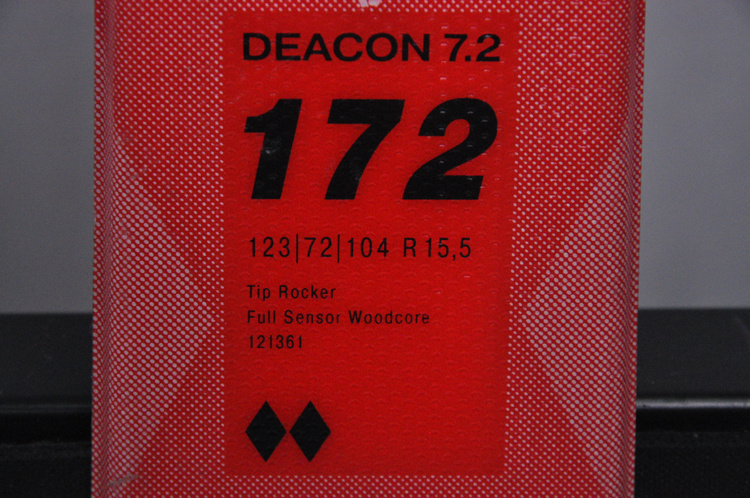 DEACON 7.2
172
123|72|104 R 15,5
Tip Rocker
Full Sensor Woodcore
121361